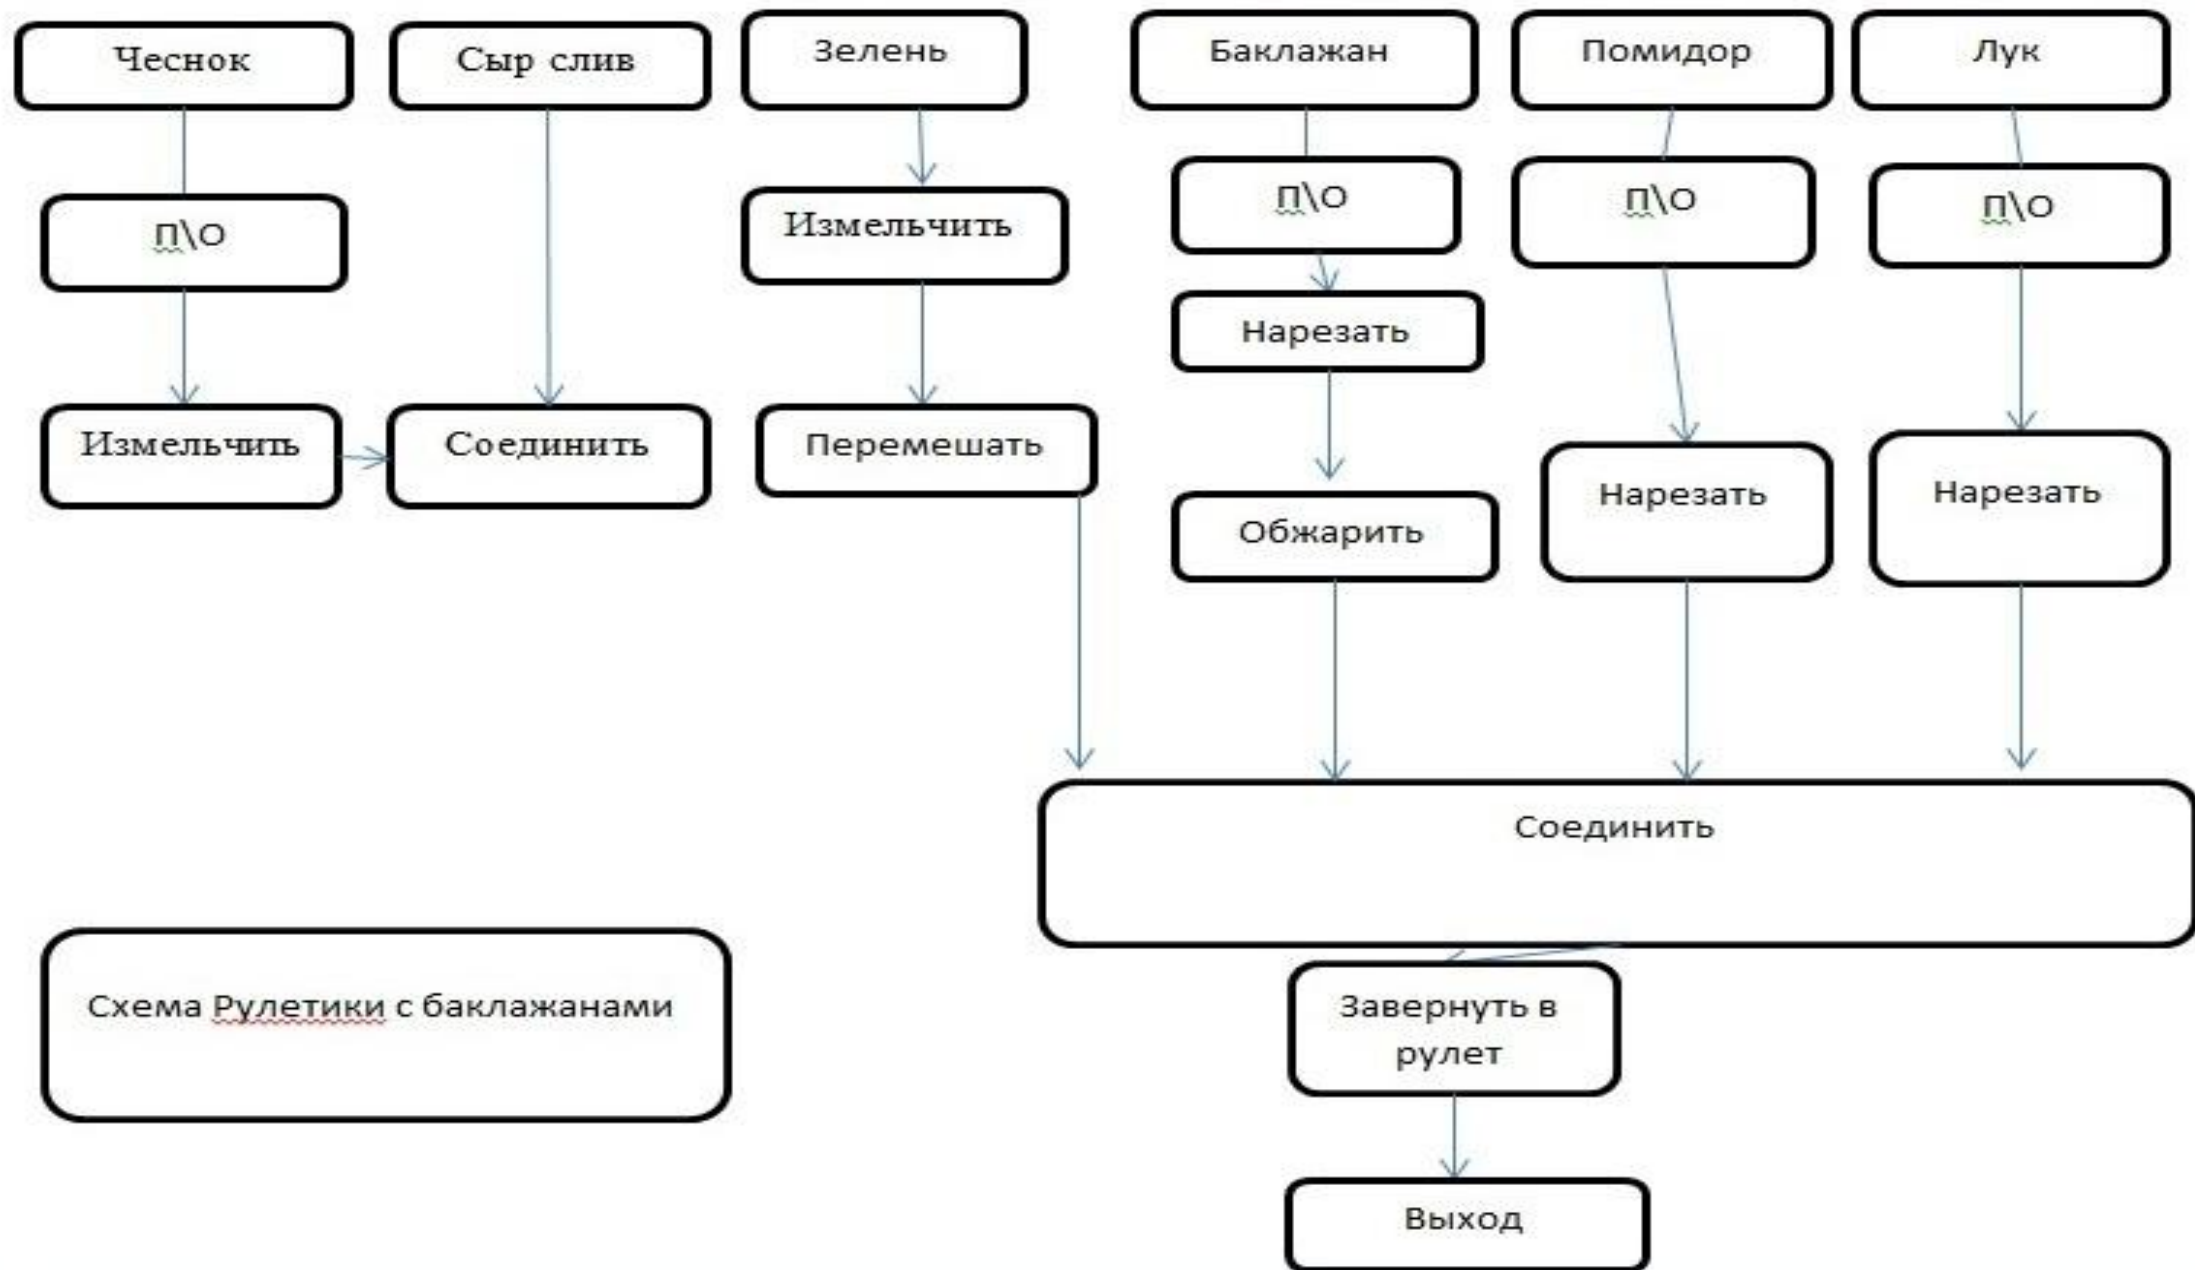 Чеснок
Сыр слив
Зелень
Баклажан
Помидор
Лук
П\О
Измельчить
П\О
П\О
П\О
Нарезать
Измельчить
Соединить
Перемешать
Обжарить
Нарезать
Нарезать
Соединить
Схема Рулетики с баклажанами
Завернуть в
рулет
Выход